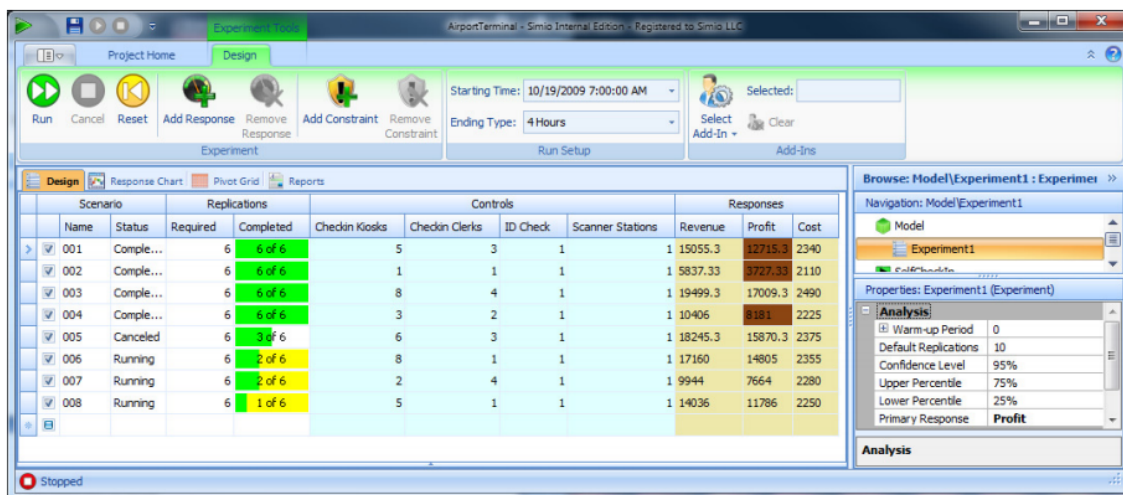 Experiment Tools
AirportTerminal - Simio Internal Edition - Registered to Simio LLC
Project Home Design
Run Cancel Reset Add Response Remove Response Add Constraint Remove Constraint
Starting Time: 10/19/2009 7:00:00 AM
Ending Type: 4 Hours
Select Add-In
Selected:
Clear
Experiment Run Setup Add-Ins
Design Response Chart Pivot Grid Reports
Scenario Replications Controls Responses
Name Status Required Completed Checkin Kiosks Checkin Clerks ID Check Scanner Stations Revenue Profit Cost
001 Comple... 6 6 of 6 5 3 1 1 15055.3 12715.3 2340
002 Comple... 6 6 of 6 1 1 1 1 5837.33 3727.33 2110
003 Comple... 6 6 of 6 8 4 1 1 19499.3 17009.3 2490
004 Comple... 6 6 of 6 3 2 1 1 10406 8181 2225
005 Canceled 6 3 of 6 6 3 1 1 18245.3 15870.3 2375
006 Running 6 2 of 6 8 1 1 1 17160 14805 2355
007 Running 6 2 of 6 2 4 1 1 9944 7664 2280
008 Running 6 1 of 6 5 1 1 1 14036 11786 2250
Browse: Model\Experiment1 : Experimen
Navigation: Model\Experiment1
Model
Experiment1
SelfCheckIn
Properties: Experiment1 (Experiment)
Analysis
Warm-up Period 0
Default Replications 10
Confidence Level 95%
Upper Percentile 75%
Lower Percentile 25%
Primary Response Profit
Analysis
Stopped